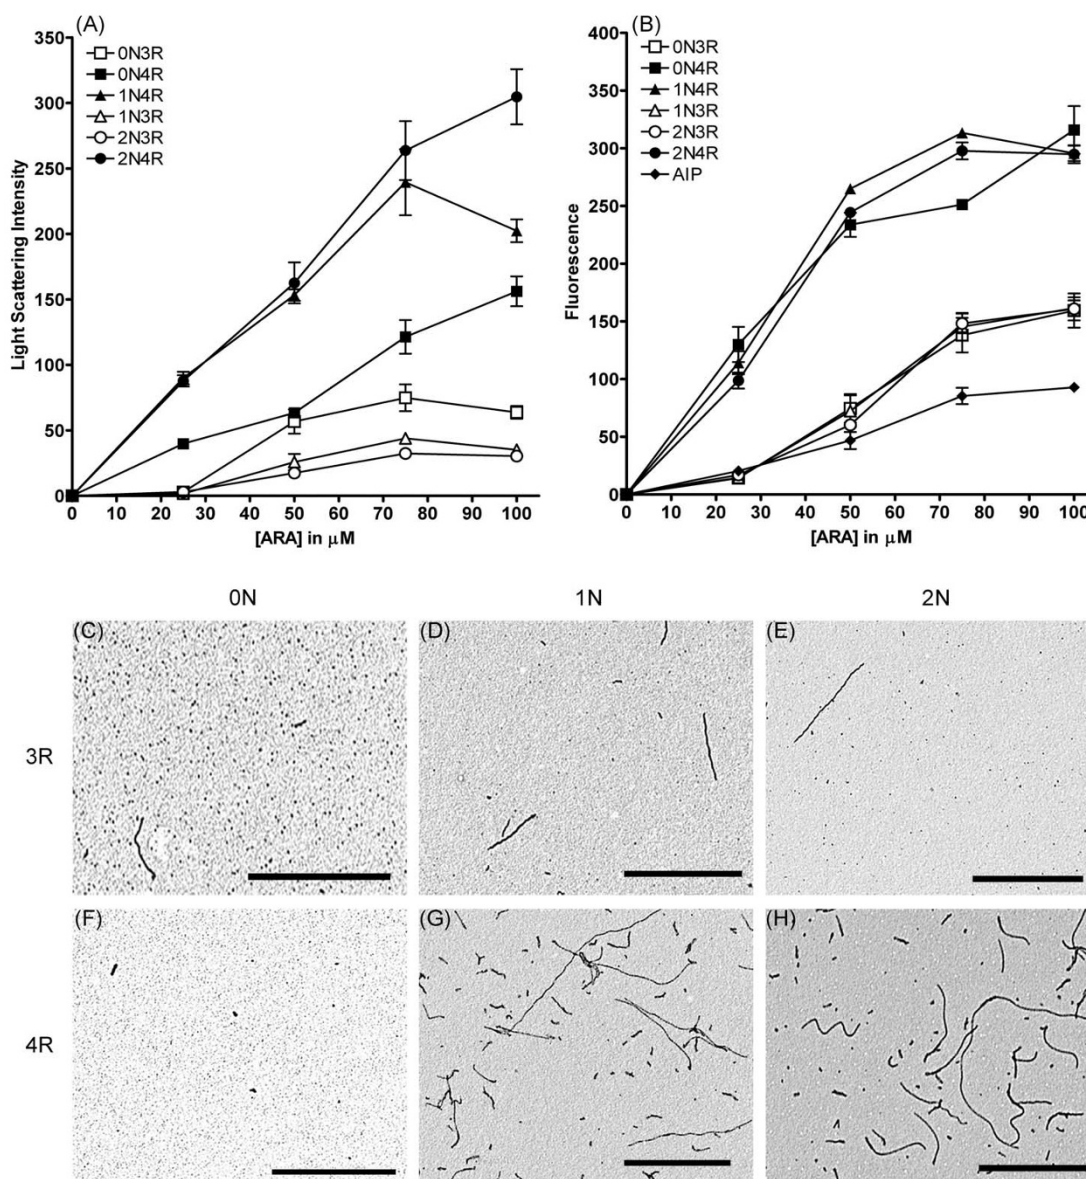 (A)
350
300
250
200
150
100
50
0
Light Scattering Intensity
0N3R
0N4R
1N4R
1N3R
2N3R
2N4R
0 10 20 30 40 50 60 70 80 90 100
[ARA] in μM
(B)
400
350
300
250
200
150
100
50
0
Fluorescence
0N3R
0N4R
1N4R
1N3R
2N3R
2N4R
AIP
0 10 20 30 40 50 60 70 80 90 100
[ARA] in μM
0N 1N 2N
3R
(C) (D) (E)
4R
(F) (G) (H)